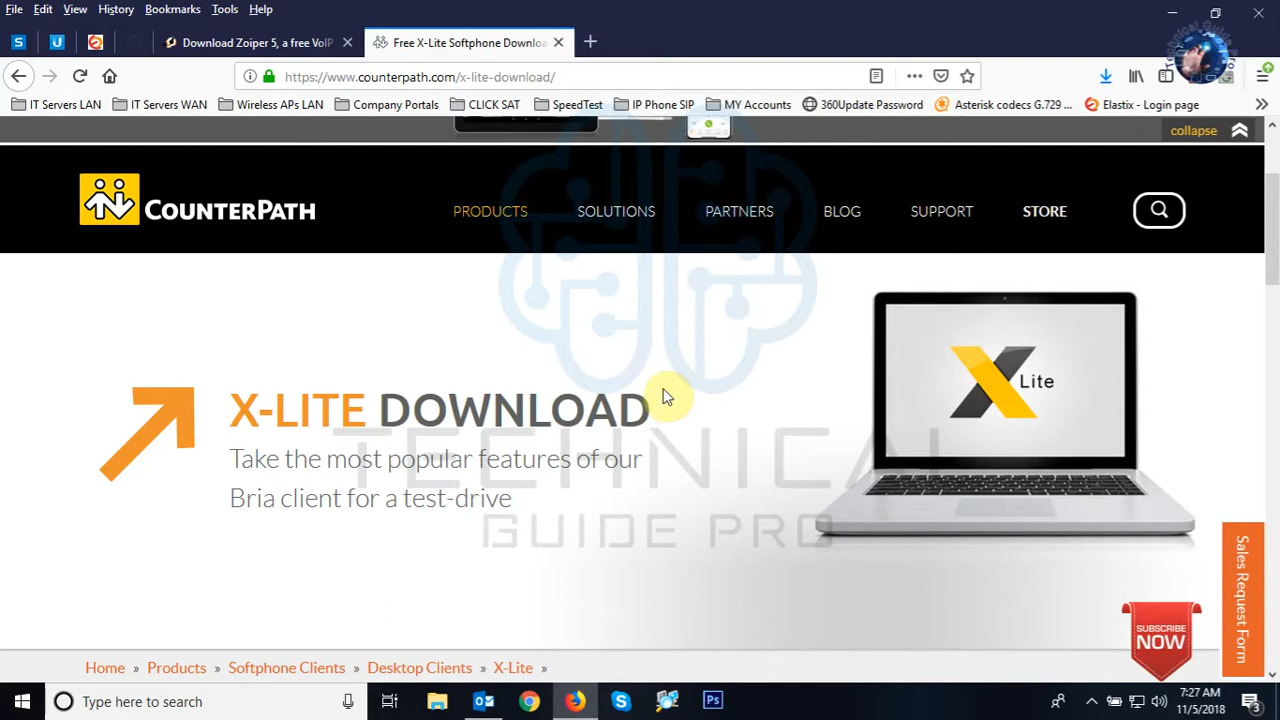 File Edit View History Bookmarks Tools Help
Download Zoiper 5, a free VoIP
Free X-Lite Softphone Downloa
https://www.counterpath.com/x-lite-download/
IT Servers LAN IT Servers WAN Wireless APs LAN Company Portals CLICK SAT SpeedTest IP Phone SIP MY Accounts 360Update Password Asterisk codecs G.729 ... Elastix - Login page
collapse
COUNTERPATH
PRODUCTS SOLUTIONS PARTNERS BLOG SUPPORT STORE
X Lite
X-LITE DOWNLOAD
Take the most popular features of our
Bria client for a test-drive
TECHNICAL
GUIDE PRO
Sales Request Form
SUBSCRIBE
NOW
Home » Products » Softphone Clients » Desktop Clients » X-Lite »
Type here to search
7:27 AM
11/5/2018
3